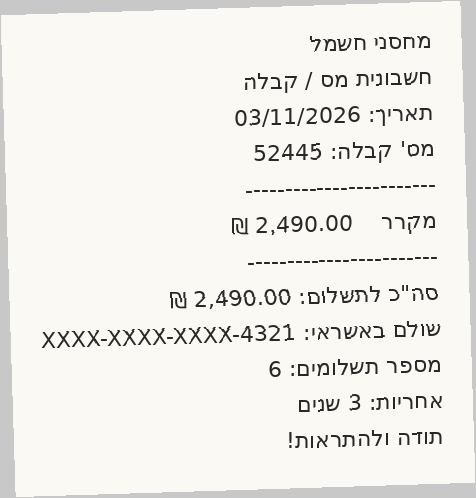 מחסני חשמל
חשבונית מס / קבלה
תאריך: 03/11/2026
מס' קבלה: 52445
------------------------
מקרר    2,490.00 ₪
------------------------
סה"כ לתשלום: 2,490.00 ₪
שולם באשראי: XXXX-XXXX-XXXX-4321
מספר תשלומים: 6
אחריות: 3 שנים
תודה ולהתראות!